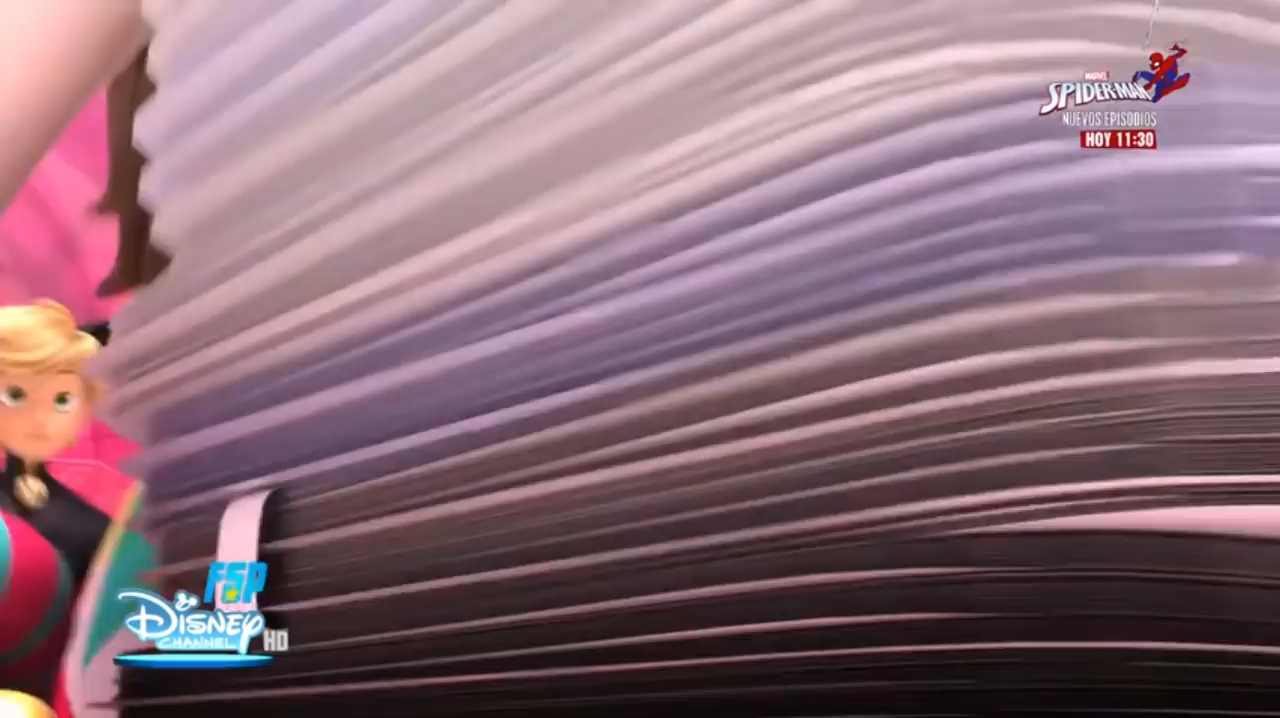 MARVEL
SPIDER-MAN
NUEVOS EPISODIOS
HOY 11:30
FSP
DISNEY
CHANNEL HD